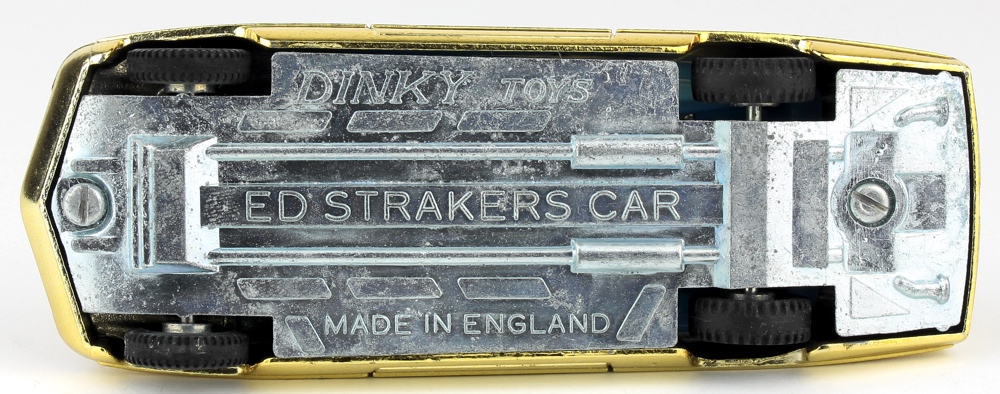 DINKY TOYS
ED STRAKERS CAR
MADE IN ENGLAND